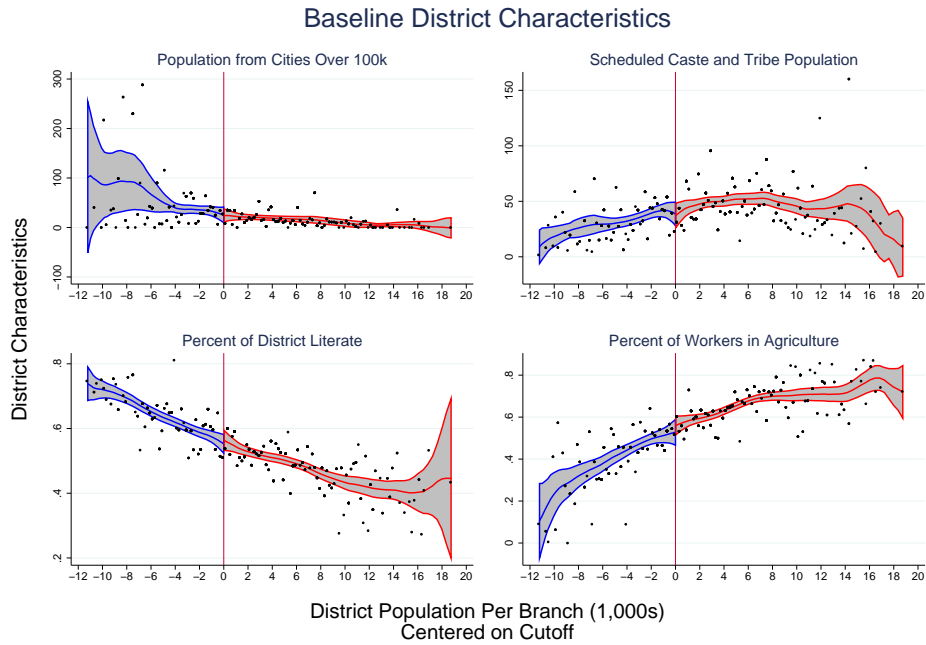 Baseline District Characteristics
Population from Cities Over 100k
300
200
100
0
−100
−12 −10 −8 −6 −4 −2 0 2 4 6 8 10 12 14 16 18 20
Scheduled Caste and Tribe Population
150
100
50
0
−12 −10 −8 −6 −4 −2 0 2 4 6 8 10 12 14 16 18 20
Percent of District Literate
.8
.6
.4
.2
−12 −10 −8 −6 −4 −2 0 2 4 6 8 10 12 14 16 18 20
Percent of Workers in Agriculture
.8
.6
.4
.2
0
−12 −10 −8 −6 −4 −2 0 2 4 6 8 10 12 14 16 18 20
District Characteristics
District Population Per Branch (1,000s)
Centered on Cutoff